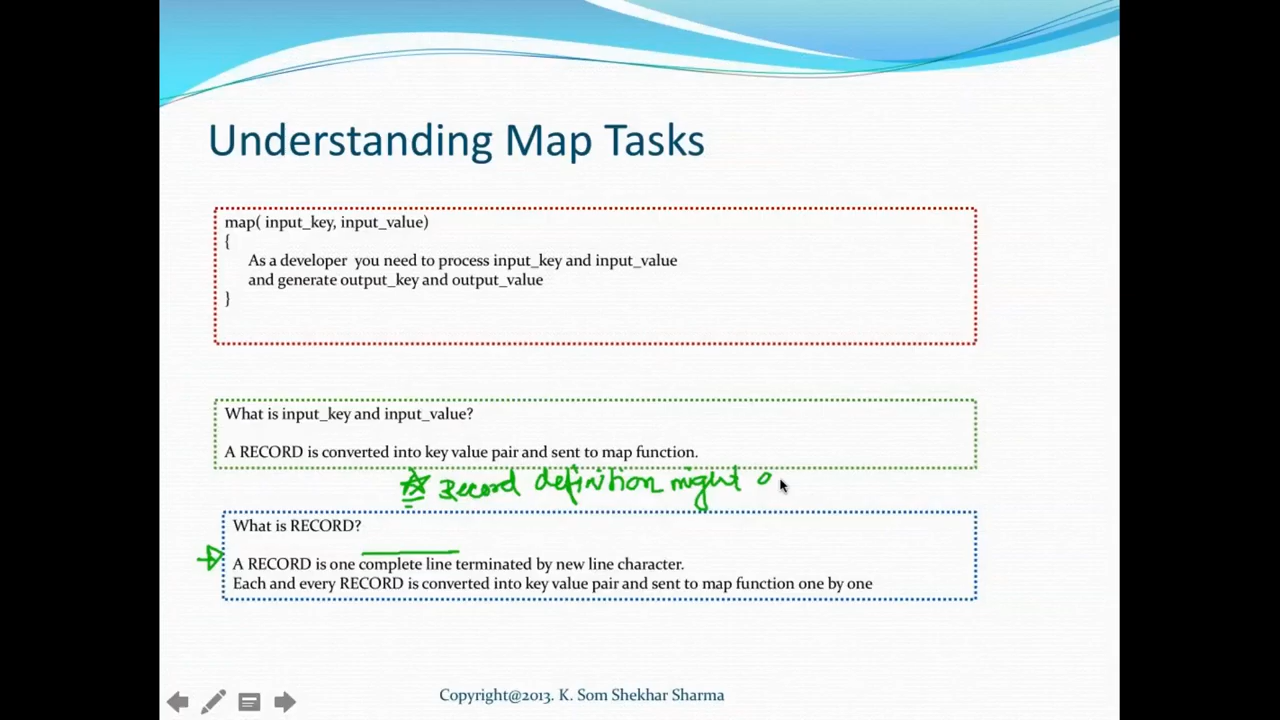 Understanding Map Tasks
map( input_key, input_value)
{
As a developer you need to process input_key and input_value
and generate output_key and output_value
}
What is input_key and input_value?
A RECORD is converted into key value pair and sent to map function.
Record definition might
What is RECORD?
A RECORD is one complete line terminated by new line character.
Each and every RECORD is converted into key value pair and sent to map function one by one
Copyright@2013. K. Som Shekhar Sharma